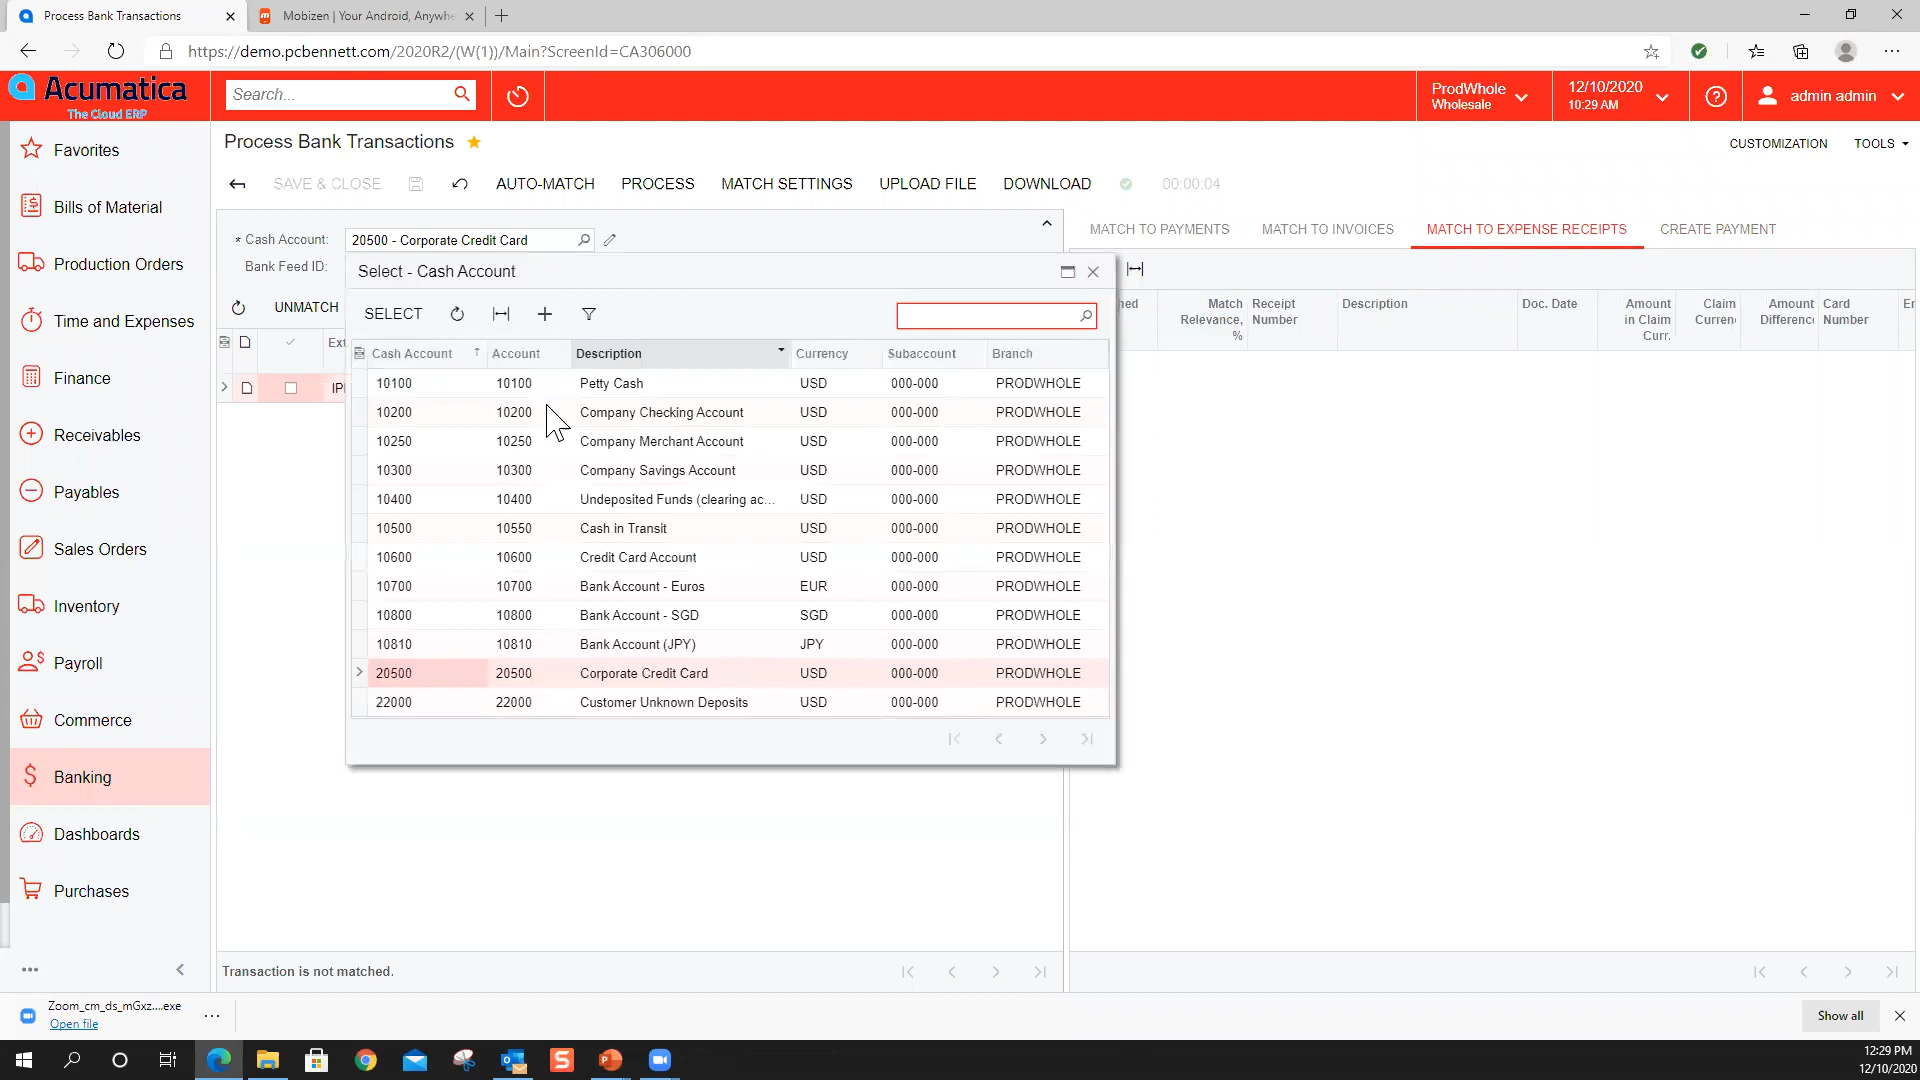 Process Bank Transactions
Mobizen | Your Android, Anywhe
https://demo.pcbennett.com/2020R2/(W(1))/Main?ScreenId=CA306000
Acumatica
The Cloud ERP
Search...
ProdWhole
Wholesale
12/10/2020
10:29 AM
admin admin
Favorites
Bills of Material
Production Orders
Time and Expenses
Finance
Receivables
Payables
Sales Orders
Inventory
Payroll
Commerce
Banking
Dashboards
Purchases
Process Bank Transactions
CUSTOMIZATION TOOLS
SAVE & CLOSE AUTO-MATCH PROCESS MATCH SETTINGS UPLOAD FILE DOWNLOAD 00:00:04
* Cash Account: 20500 - Corporate Credit Card
Bank Feed ID:
UNMATCH
Ext
IPI
MATCH TO PAYMENTS MATCH TO INVOICES MATCH TO EXPENSE RECEIPTS CREATE PAYMENT
hed Match Relevance, % Receipt Number Description Doc. Date Amount in Claim Curr. Claim Curren Amount Difference Card Number
Select - Cash Account
SELECT
Cash Account Account Description Currency Subaccount Branch
10100 10100 Petty Cash USD 000-000 PRODWHOLE
10200 10200 Company Checking Account USD 000-000 PRODWHOLE
10250 10250 Company Merchant Account USD 000-000 PRODWHOLE
10300 10300 Company Savings Account USD 000-000 PRODWHOLE
10400 10400 Undeposited Funds (clearing ac... USD 000-000 PRODWHOLE
10500 10550 Cash in Transit USD 000-000 PRODWHOLE
10600 10600 Credit Card Account USD 000-000 PRODWHOLE
10700 10700 Bank Account - Euros EUR 000-000 PRODWHOLE
10800 10800 Bank Account - SGD SGD 000-000 PRODWHOLE
10810 10810 Bank Account (JPY) JPY 000-000 PRODWHOLE
20500 20500 Corporate Credit Card USD 000-000 PRODWHOLE
22000 22000 Customer Unknown Deposits USD 000-000 PRODWHOLE
Transaction is not matched.
Zoom_cm_ds_mGxz....exe
Open file
Show all
12:29 PM
12/10/2020